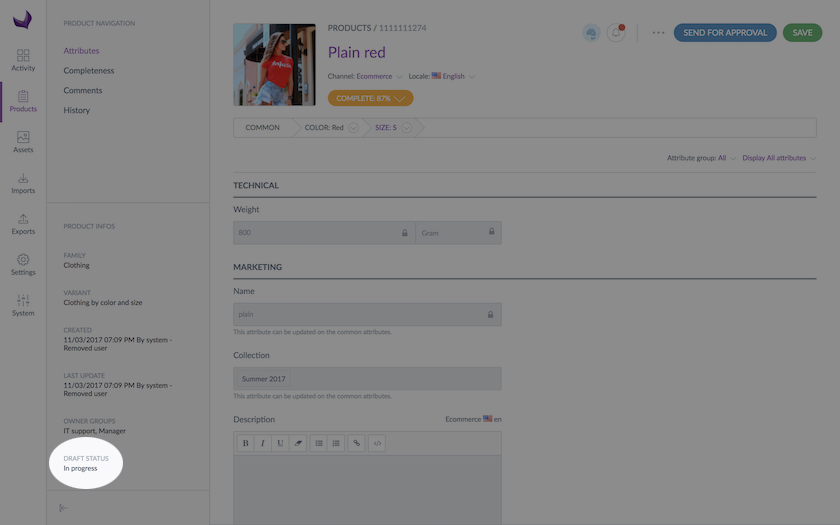 Activity
Products
Assets
Imports
Exports
Settings
System
PRODUCT NAVIGATION
Attributes
Completeness
Comments
History
PRODUCT INFOS
FAMILY
Clothing
VARIANT
Clothing by color and size
CREATED
11/03/2017 07:09 PM By system -
Removed user
LAST UPDATE
11/03/2017 07:09 PM By system -
Removed user
OWNER GROUPS
IT support, Manager
DRAFT STATUS
In progress
PRODUCTS / 1111111274
SEND FOR APPROVAL
SAVE
Plain red
Channel: Ecommerce Locale: English
COMPLETE: 87%
COMMON COLOR: Red SIZE: S
Attribute group: All Display All attributes
TECHNICAL
Weight
800 Gram
MARKETING
Name
plain
This attribute can be updated on the common attributes.
Collection
Summer 2017
This attribute can be updated on the common attributes.
Description Ecommerce en
B I U </>